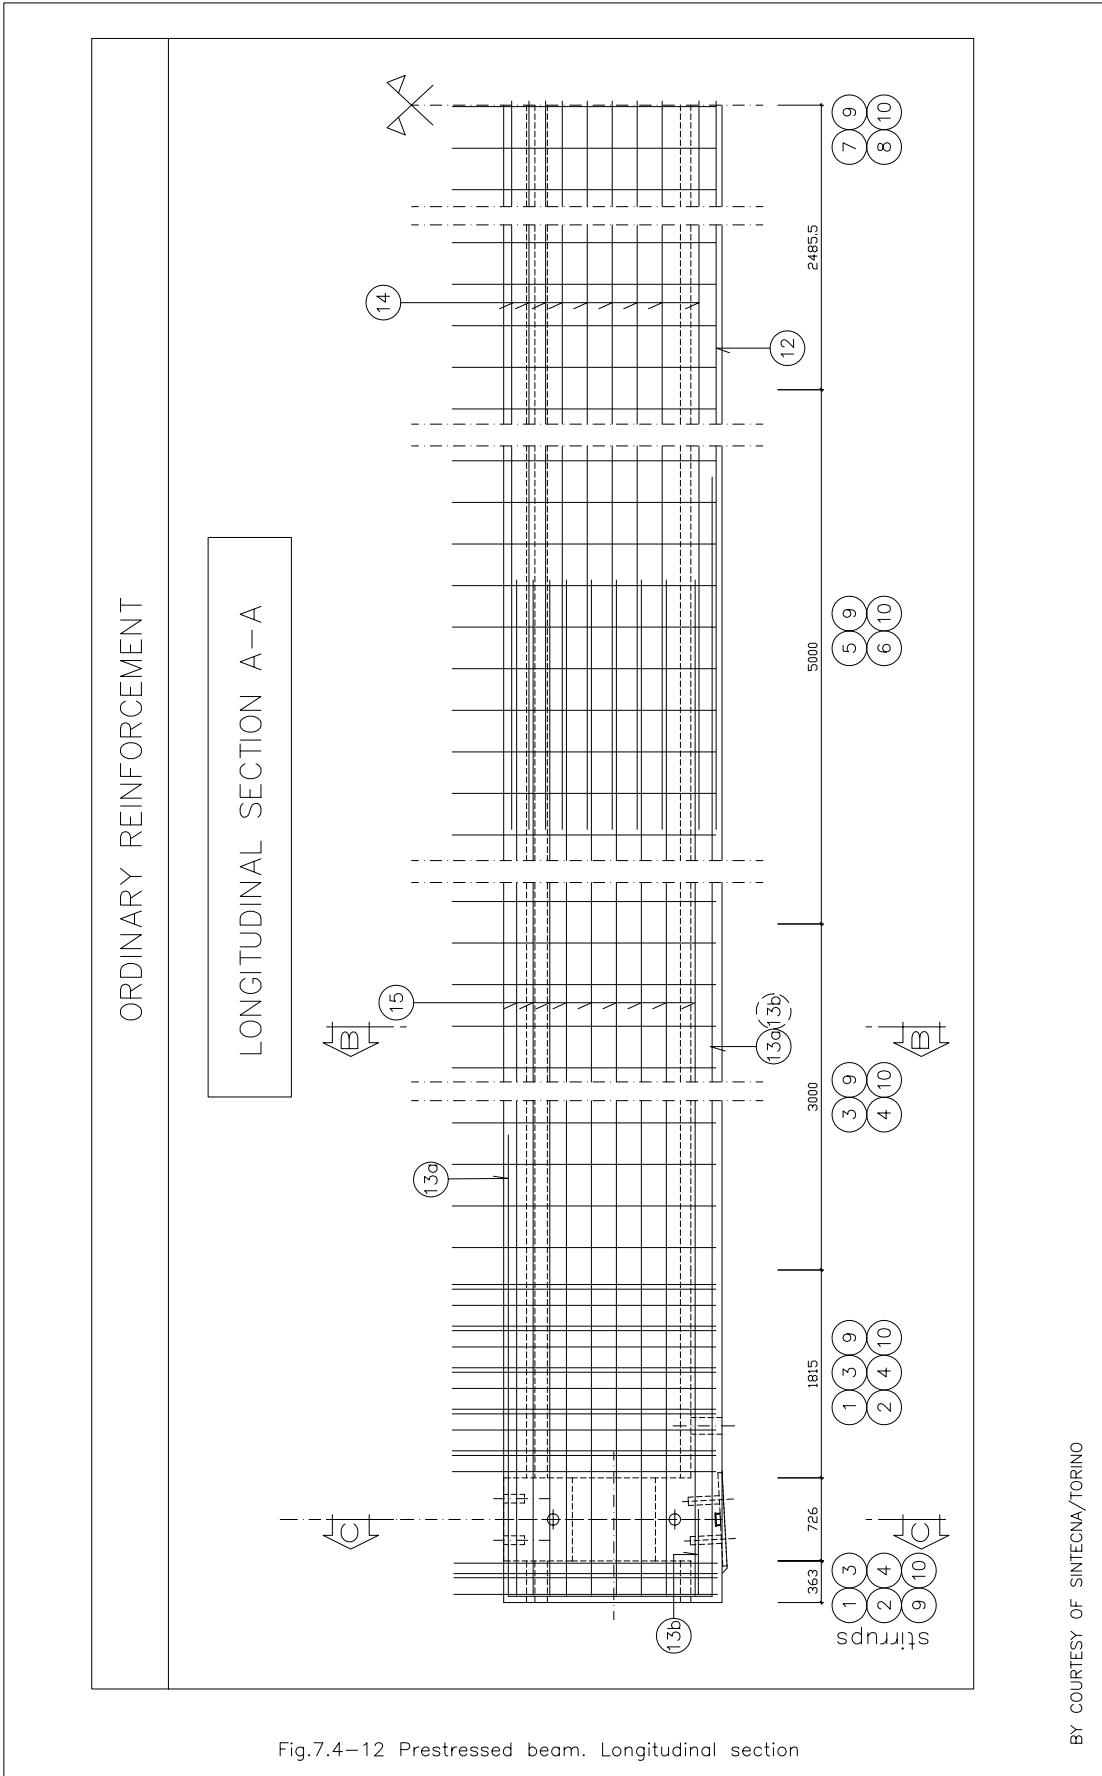 ORDINARY REINFORCEMENT
LONGITUDINAL SECTION A-A
C
B
13b
13a
15
14
13a
13b
12
363
726
1815
3000
5000
2485.5
stirrups
1 3
2 4
9 10
1 3 9
2 4 10
3 9
4 10
5 9
6 10
7 9
8 10
C
B
Fig.7.4-12 Prestressed beam. Longitudinal section
BY COURTESY OF SINTECNA/TORINO